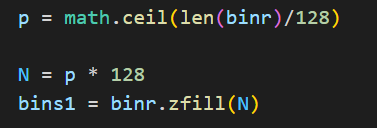 p = math.ceil(len(binr)/128)
N = p * 128
bins1 = binr.zfill(N)